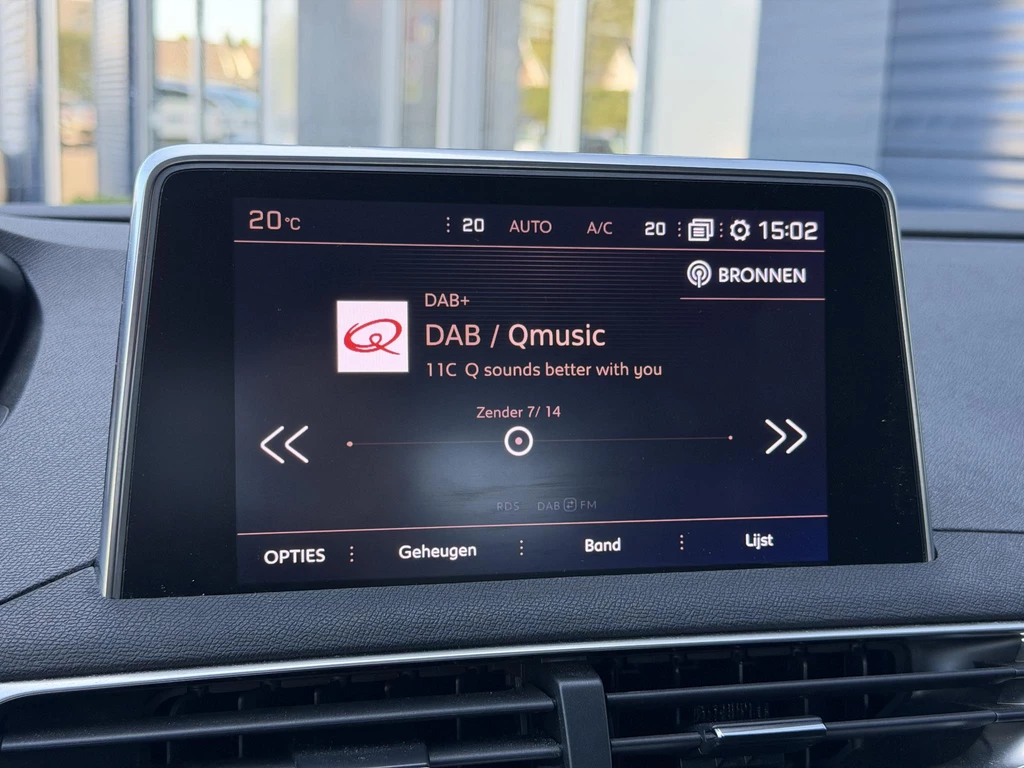 20°C 20 AUTO A/C 20 15:02
BRONNEN
DAB+
DAB / Qmusic
11C Q sounds better with you
Zender 7/ 14
RDS DAB FM
OPTIES Geheugen Band Lijst